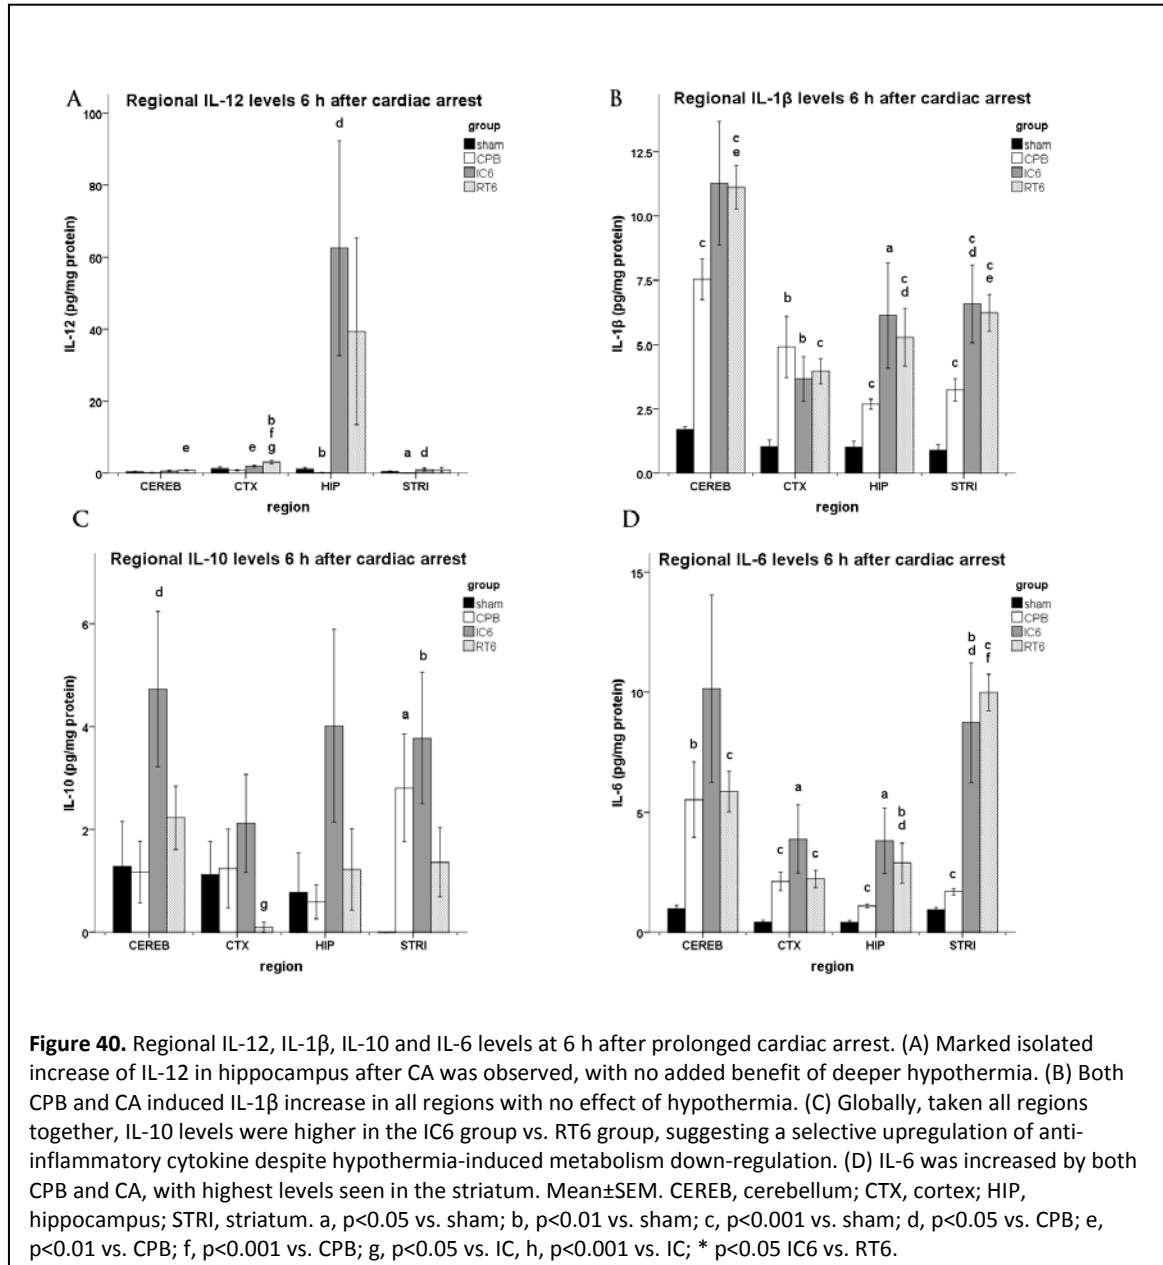 A
Regional IL-12 levels 6 h after cardiac arrest
group
sham
CPB
IC6
RT6
IL-12 (pg/mg protein)
100
80
60
40
20
0
e
e
b
f
g
b
d
a
d
CEREB
CTX
HIP
STRI
region
B
Regional IL-1β levels 6 h after cardiac arrest
group
sham
CPB
IC6
RT6
IL-1β (pg/mg protein)
12.5
10.0
7.5
5.0
2.5
0.0
c
c
e
b
b
c
c
a
c
d
c
c
d
c
e
CEREB
CTX
HIP
STRI
region
C
Regional IL-10 levels 6 h after cardiac arrest
group
sham
CPB
IC6
RT6
IL-10 (pg/mg protein)
6
4
2
0
d
g
a
b
CEREB
CTX
HIP
STRI
region
D
Regional IL-6 levels 6 h after cardiac arrest
group
sham
CPB
IC6
RT6
IL-6 (pg/mg protein)
15
10
5
0
b
c
c
a
c
c
a
b
d
c
b
d
c
f
CEREB
CTX
HIP
STRI
region
Figure 40. Regional IL-12, IL-1β, IL-10 and IL-6 levels at 6 h after prolonged cardiac arrest. (A) Marked isolated
increase of IL-12 in hippocampus after CA was observed, with no added benefit of deeper hypothermia. (B) Both
CPB and CA induced IL-1β increase in all regions with no effect of hypothermia. (C) Globally, taken all regions
together, IL-10 levels were higher in the IC6 group vs. RT6 group, suggesting a selective upregulation of anti-
inflammatory cytokine despite hypothermia-induced metabolism down-regulation. (D) IL-6 was increased by both
CPB and CA, with highest levels seen in the striatum. Mean±SEM. CEREB, cerebellum; CTX, cortex; HIP,
hippocampus; STRI, striatum. a, p<0.05 vs. sham; b, p<0.01 vs. sham; c, p<0.001 vs. sham; d, p<0.05 vs. CPB; e,
p<0.01 vs. CPB; f, p<0.001 vs. CPB; g, p<0.05 vs. IC, h, p<0.001 vs. IC; * p<0.05 IC6 vs. RT6.